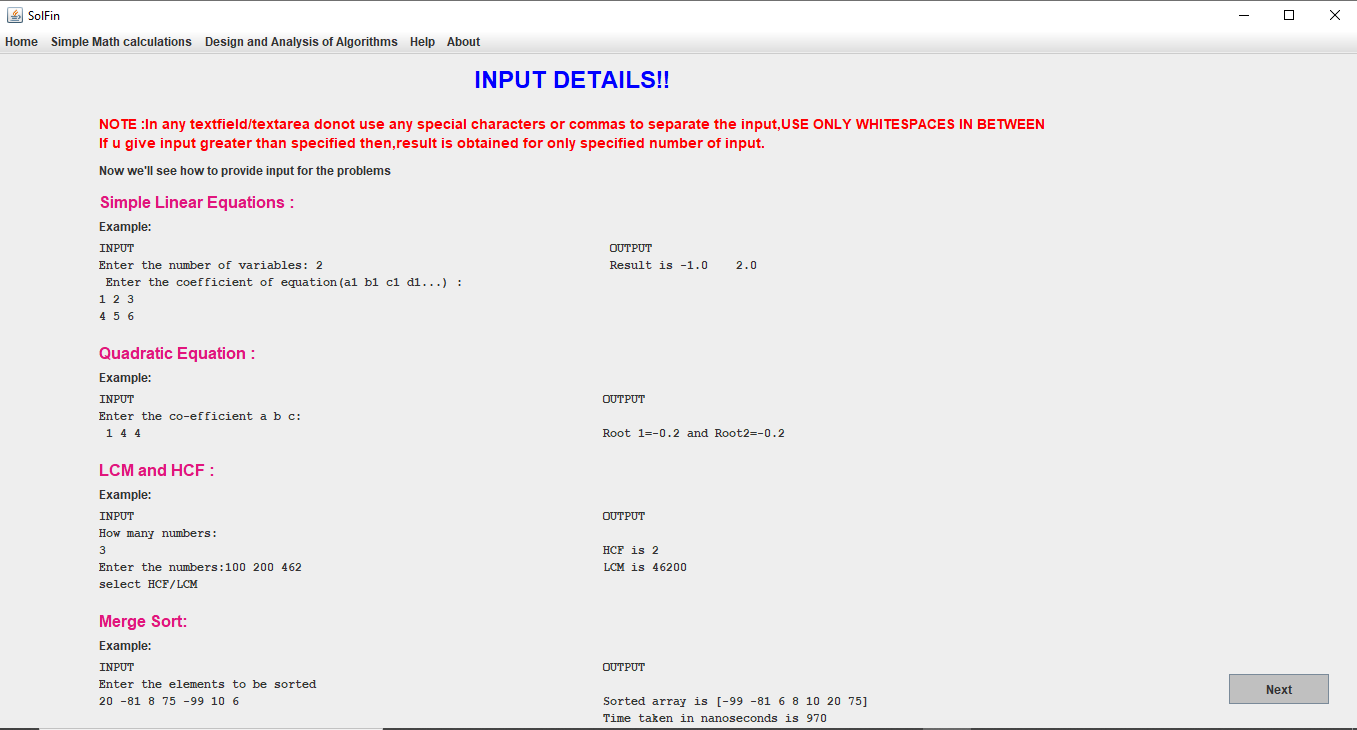 SolFin
Home Simple Math calculations Design and Analysis of Algorithms Help About
INPUT DETAILS!!
NOTE :In any textfield/textarea donot use any special characters or commas to separate the input,USE ONLY WHITESPACES IN BETWEEN
If u give input greater than specified then,result is obtained for only specified number of input.
Now we'll see how to provide input for the problems
Simple Linear Equations :
Example:
INPUT OUTPUT
Enter the number of variables: 2 Result is -1.0 2.0
Enter the coefficient of equation(a1 b1 c1 d1...) :
1 2 3
4 5 6
Quadratic Equation :
Example:
INPUT OUTPUT
Enter the co-efficient a b c:
1 4 4 Root 1=-0.2 and Root2=-0.2
LCM and HCF :
Example:
INPUT OUTPUT
How many numbers:
3 HCF is 2
Enter the numbers:100 200 462 LCM is 46200
select HCF/LCM
Merge Sort:
Example:
INPUT OUTPUT
Enter the elements to be sorted
20 -81 8 75 -99 10 6 Sorted array is [-99 -81 6 8 10 20 75]
Time taken in nanoseconds is 970
Next